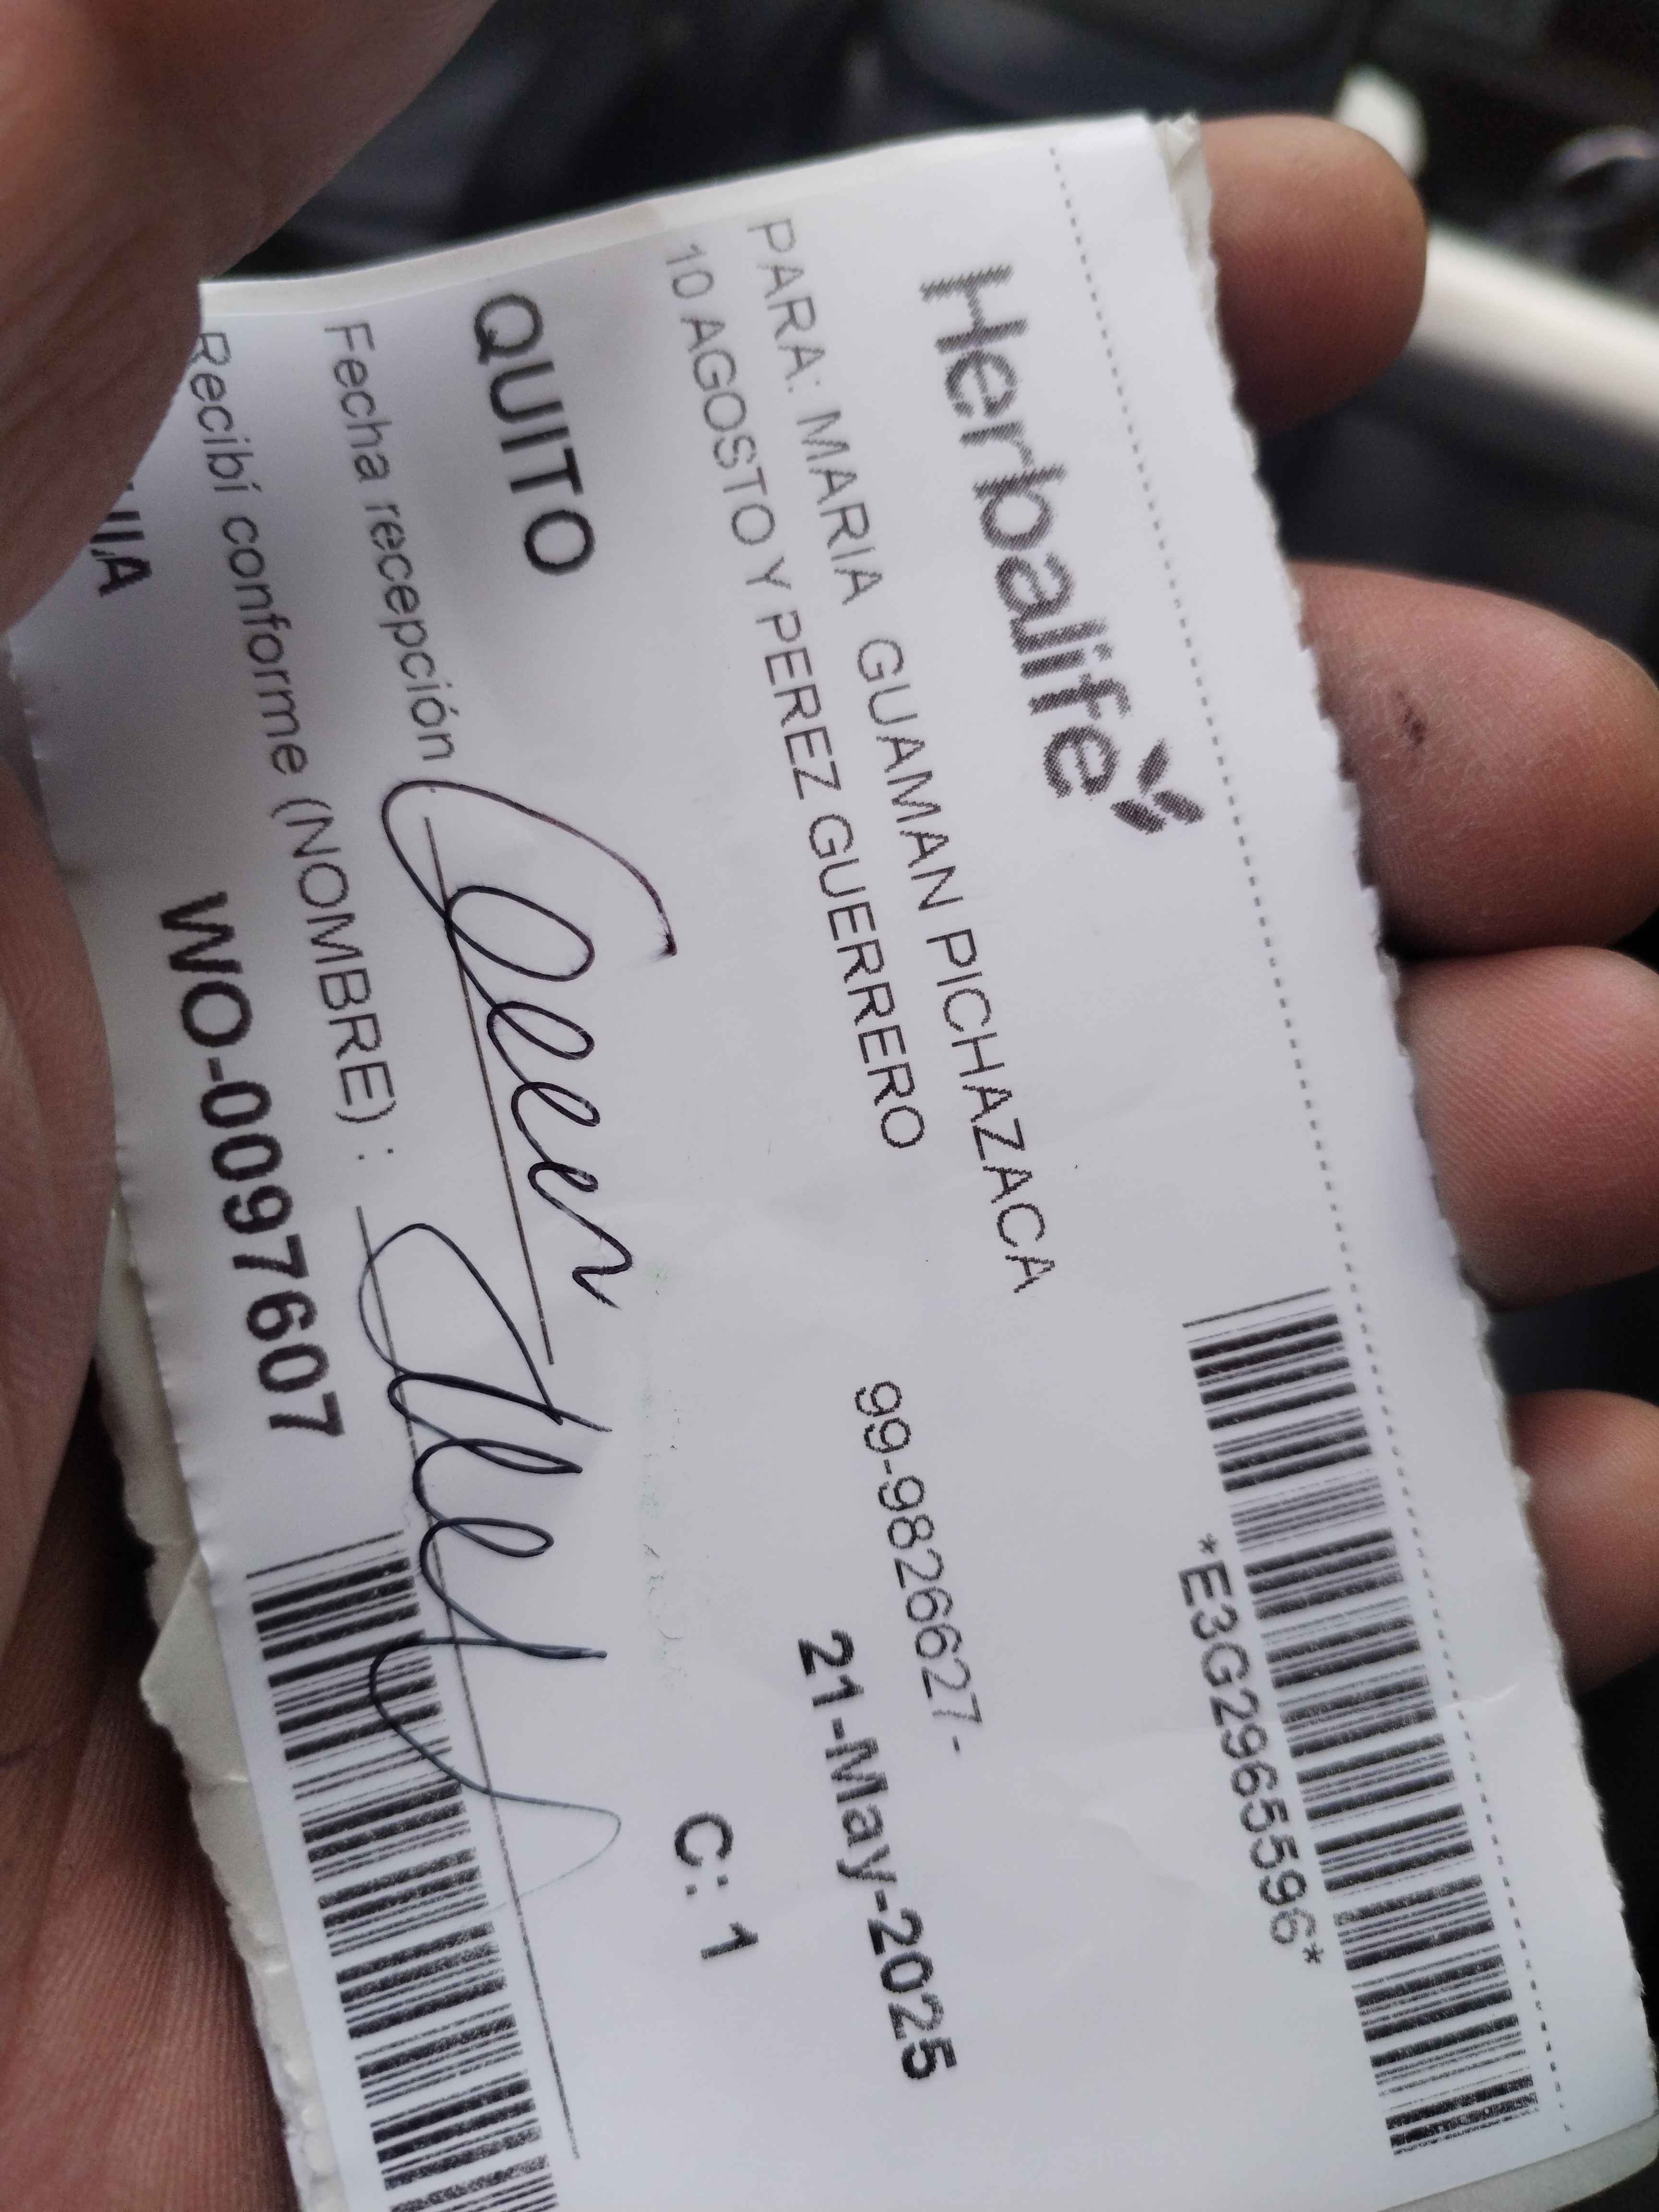 Herbalife
*E3G2965596*
PARA: MARIA GUAMAN PICHAZACA
99-9826627-
10 AGOSTO Y PEREZ GUERRERO
21-May-2025
QUITO
C: 1
Fecha recepción
Recibí conforme (NOMBRE) :
WO-0097607